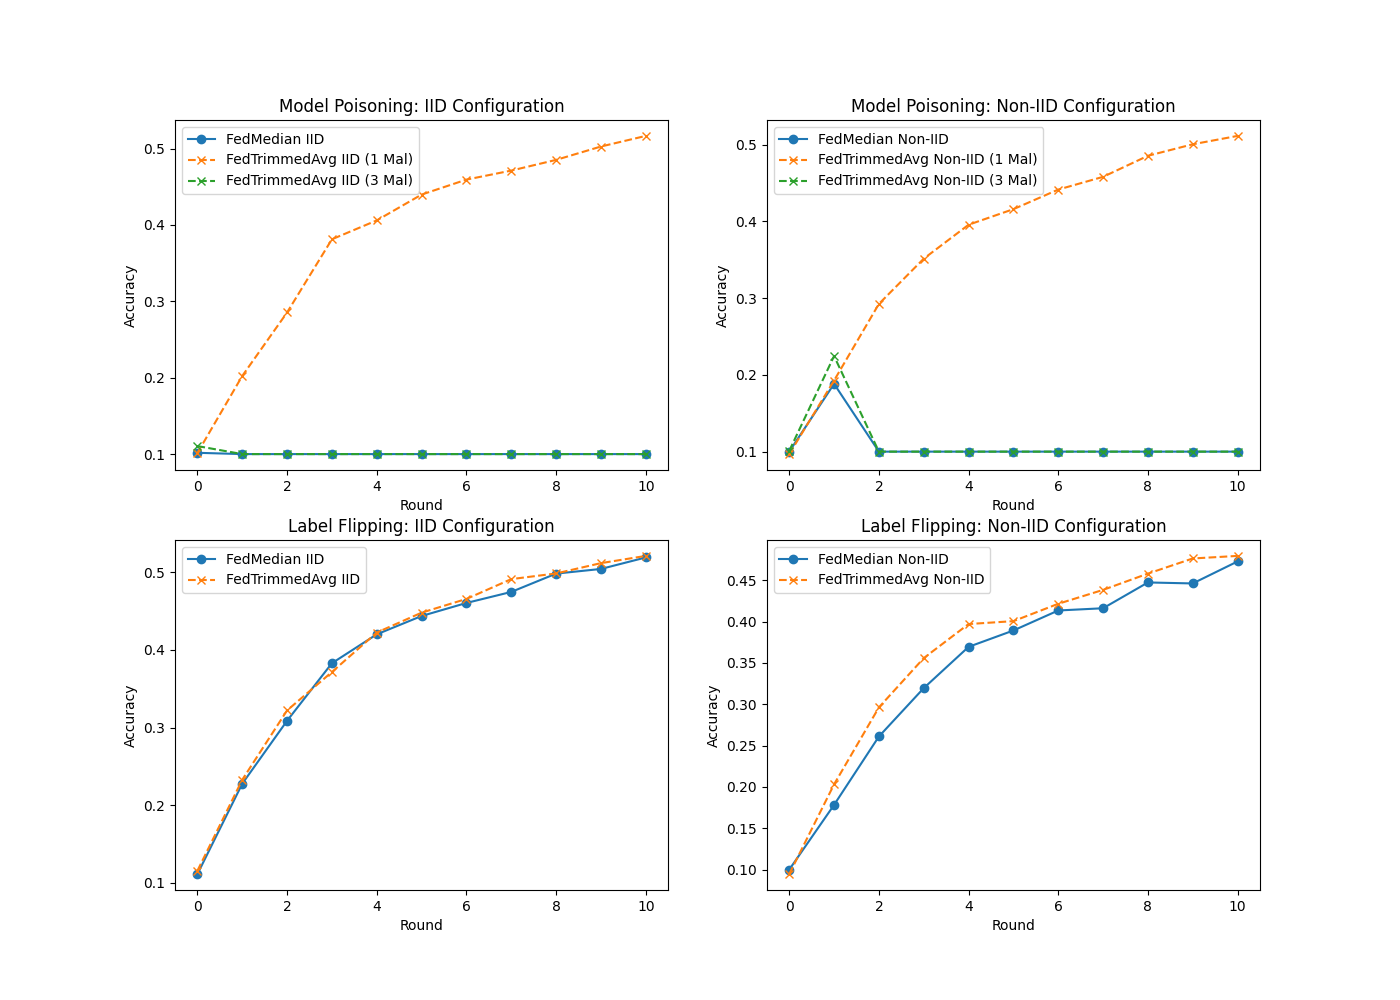 Model Poisoning: IID Configuration
FedMedian IID
FedTrimmedAvg IID (1 Mal)
FedTrimmedAvg IID (3 Mal)
Accuracy
0.5
0.4
0.3
0.2
0.1
0 2 4 6 8 10
Round
Model Poisoning: Non-IID Configuration
FedMedian Non-IID
FedTrimmedAvg Non-IID (1 Mal)
FedTrimmedAvg Non-IID (3 Mal)
Accuracy
0.5
0.4
0.3
0.2
0.1
0 2 4 6 8 10
Round
Label Flipping: IID Configuration
FedMedian IID
FedTrimmedAvg IID
Accuracy
0.5
0.4
0.3
0.2
0.1
0 2 4 6 8 10
Round
Label Flipping: Non-IID Configuration
FedMedian Non-IID
FedTrimmedAvg Non-IID
Accuracy
0.45
0.40
0.35
0.30
0.25
0.20
0.15
0.10
0 2 4 6 8 10
Round